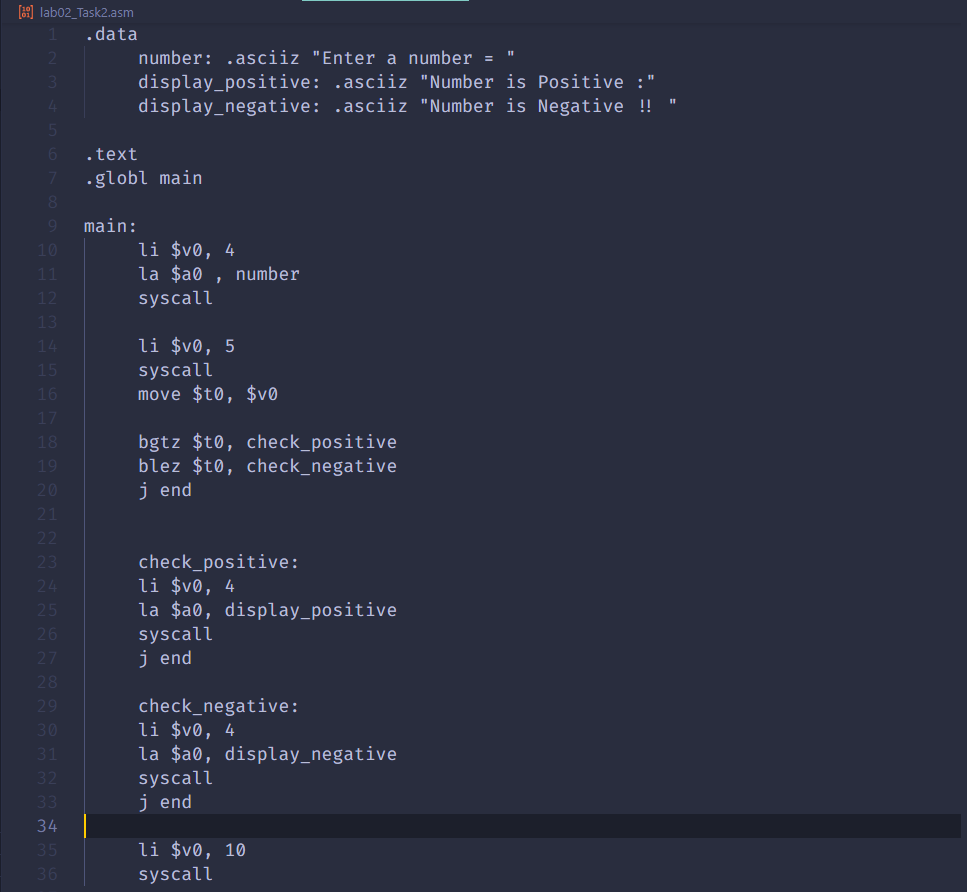 lab02_Task2.asm
1 .data
2 number: .asciiz "Enter a number = "
3 display_positive: .asciiz "Number is Positive :"
4 display_negative: .asciiz "Number is Negative !! "
5
6 .text
7 .globl main
8
9 main:
10 li $v0, 4
11 la $a0 , number
12 syscall
13
14 li $v0, 5
15 syscall
16 move $t0, $v0
17
18 bgtz $t0, check_positive
19 blez $t0, check_negative
20 j end
21
22
23 check_positive:
24 li $v0, 4
25 la $a0, display_positive
26 syscall
27 j end
28
29 check_negative:
30 li $v0, 4
31 la $a0, display_negative
32 syscall
33 j end
34
35 li $v0, 10
36 syscall